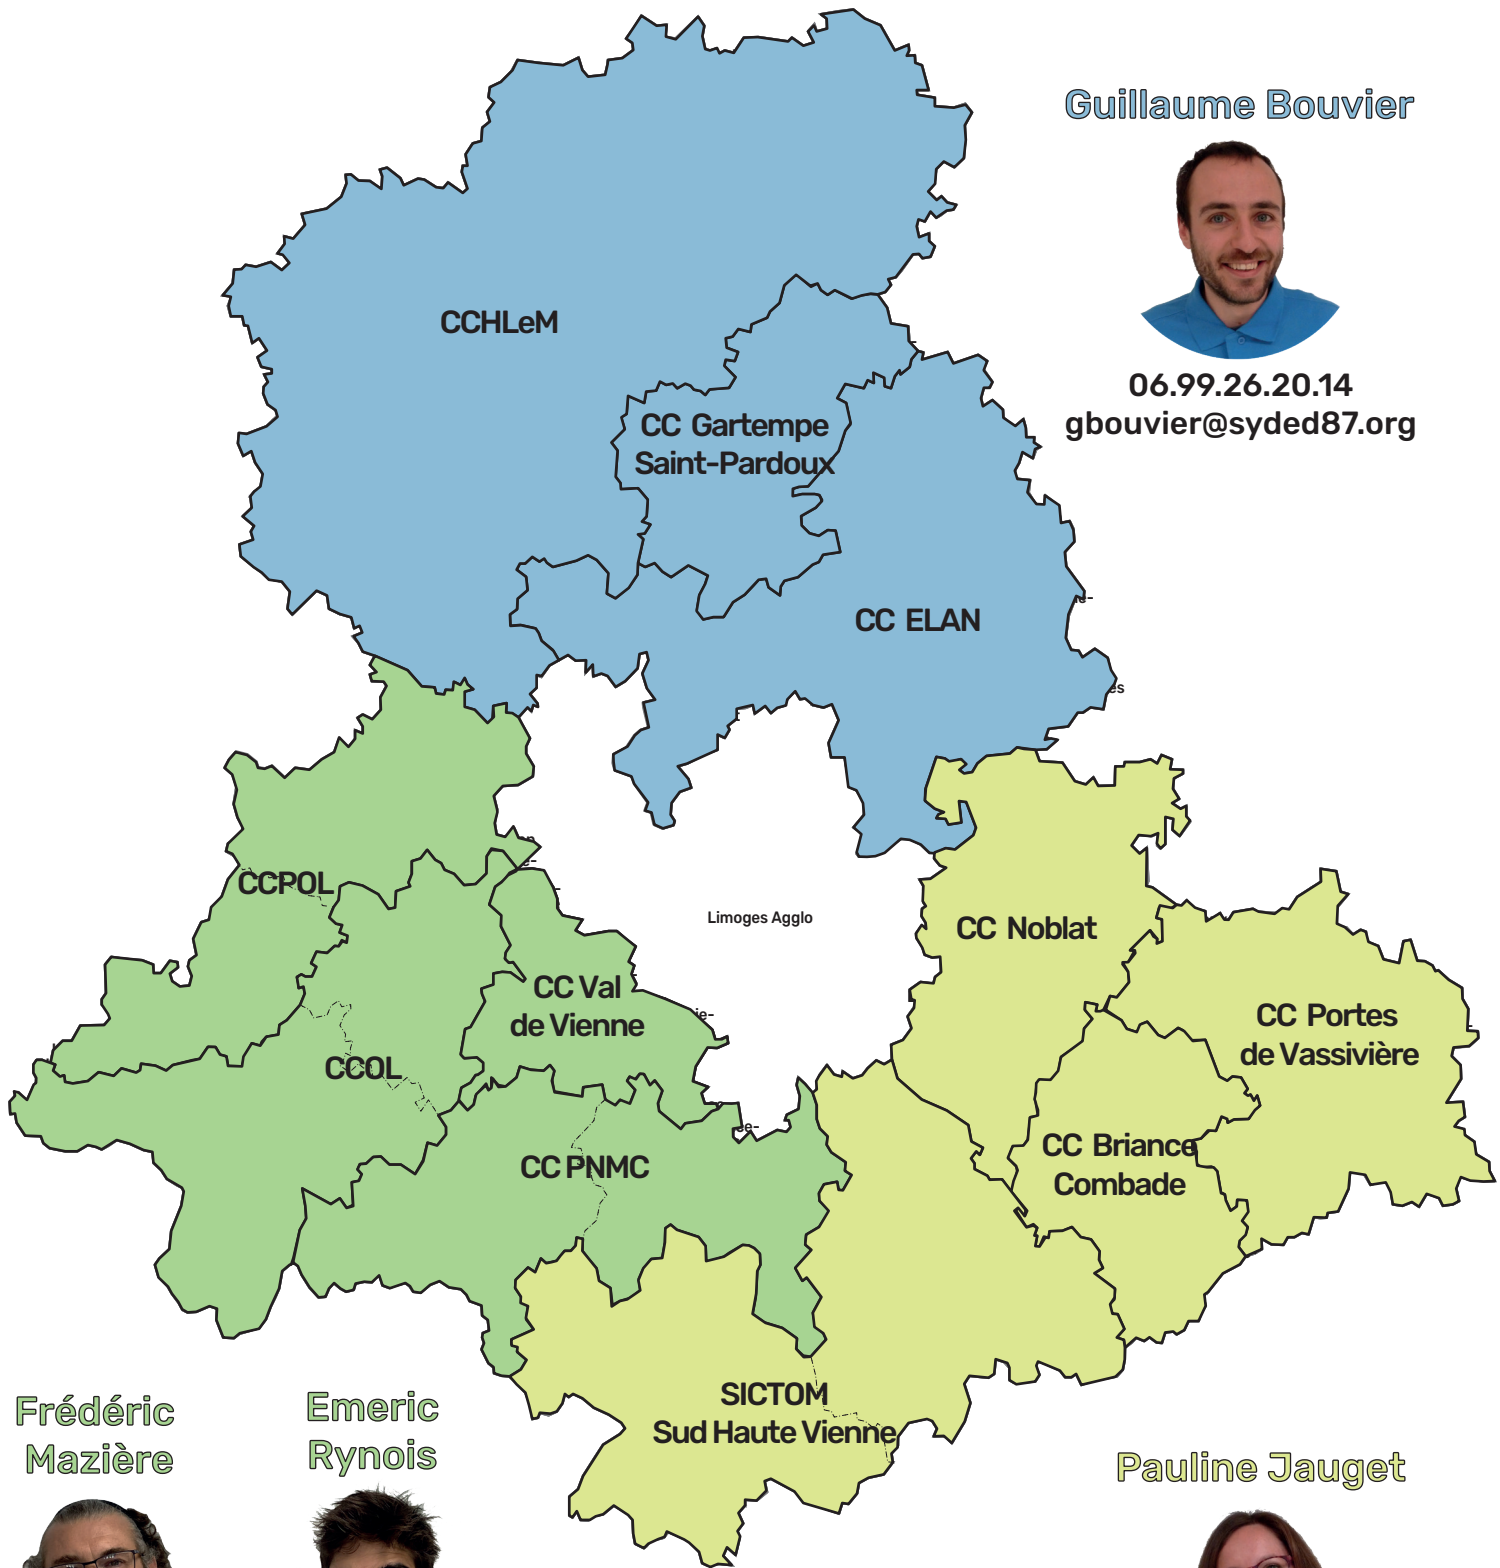 Guillaume Bouvier
06.99.26.20.14
gbouvier@syded87.org
CCHLeM
CC Gartempe
Saint-Pardoux
CC ELAN
CCPOL
Limoges Agglo
CC Noblat
CC Val
de Vienne
CC Portes
de Vassivière
CCOL
CC Briance
Combade
CC PNMC
SICTOM
Sud Haute Vienne
Frédéric
Mazière
Emeric
Rynois
Pauline Jauget